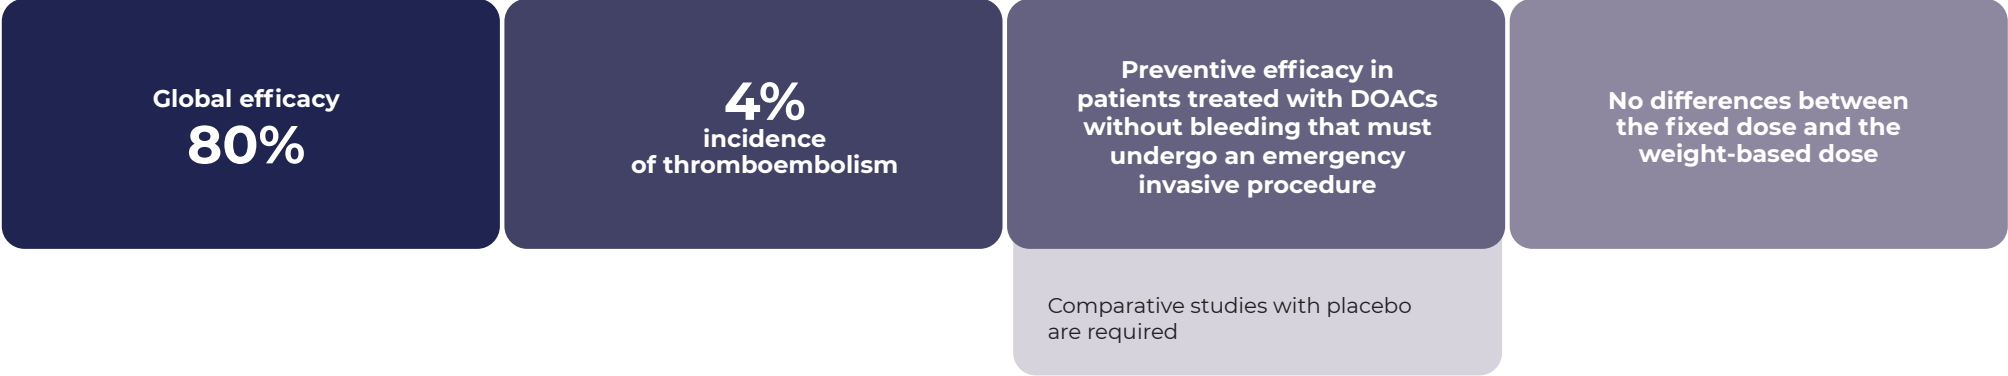 Global efficacy
80%
4%
incidence
of thromboembolism
Preventive efficacy in
patients treated with DOACs
without bleeding that must
undergo an emergency
invasive procedure
Comparative studies with placebo
are required
No differences between
the fixed dose and the
weight-based dose